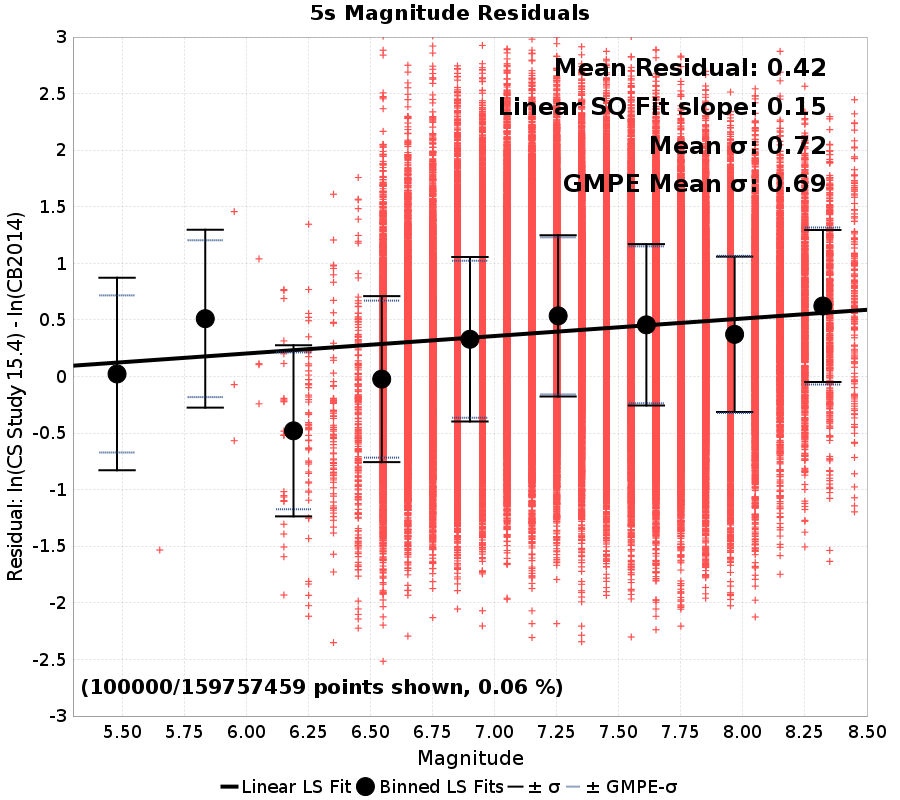 5s Magnitude Residuals
Mean Residual: 0.42
Linear SQ Fit slope: 0.15
Mean σ: 0.72
GMPE Mean σ: 0.69
Residual: ln(CS Study 15.4) - ln(CB2014)
3
2.5
2
1.5
1
0.5
0
-0.5
-1
-1.5
-2
-2.5
-3
(100000/159757459 points shown, 0.06 %)
5.50 5.75 6.00 6.25 6.50 6.75 7.00 7.25 7.50 7.75 8.00 8.25 8.50
Magnitude
Linear LS Fit Binned LS Fits ± σ ± GMPE-σ